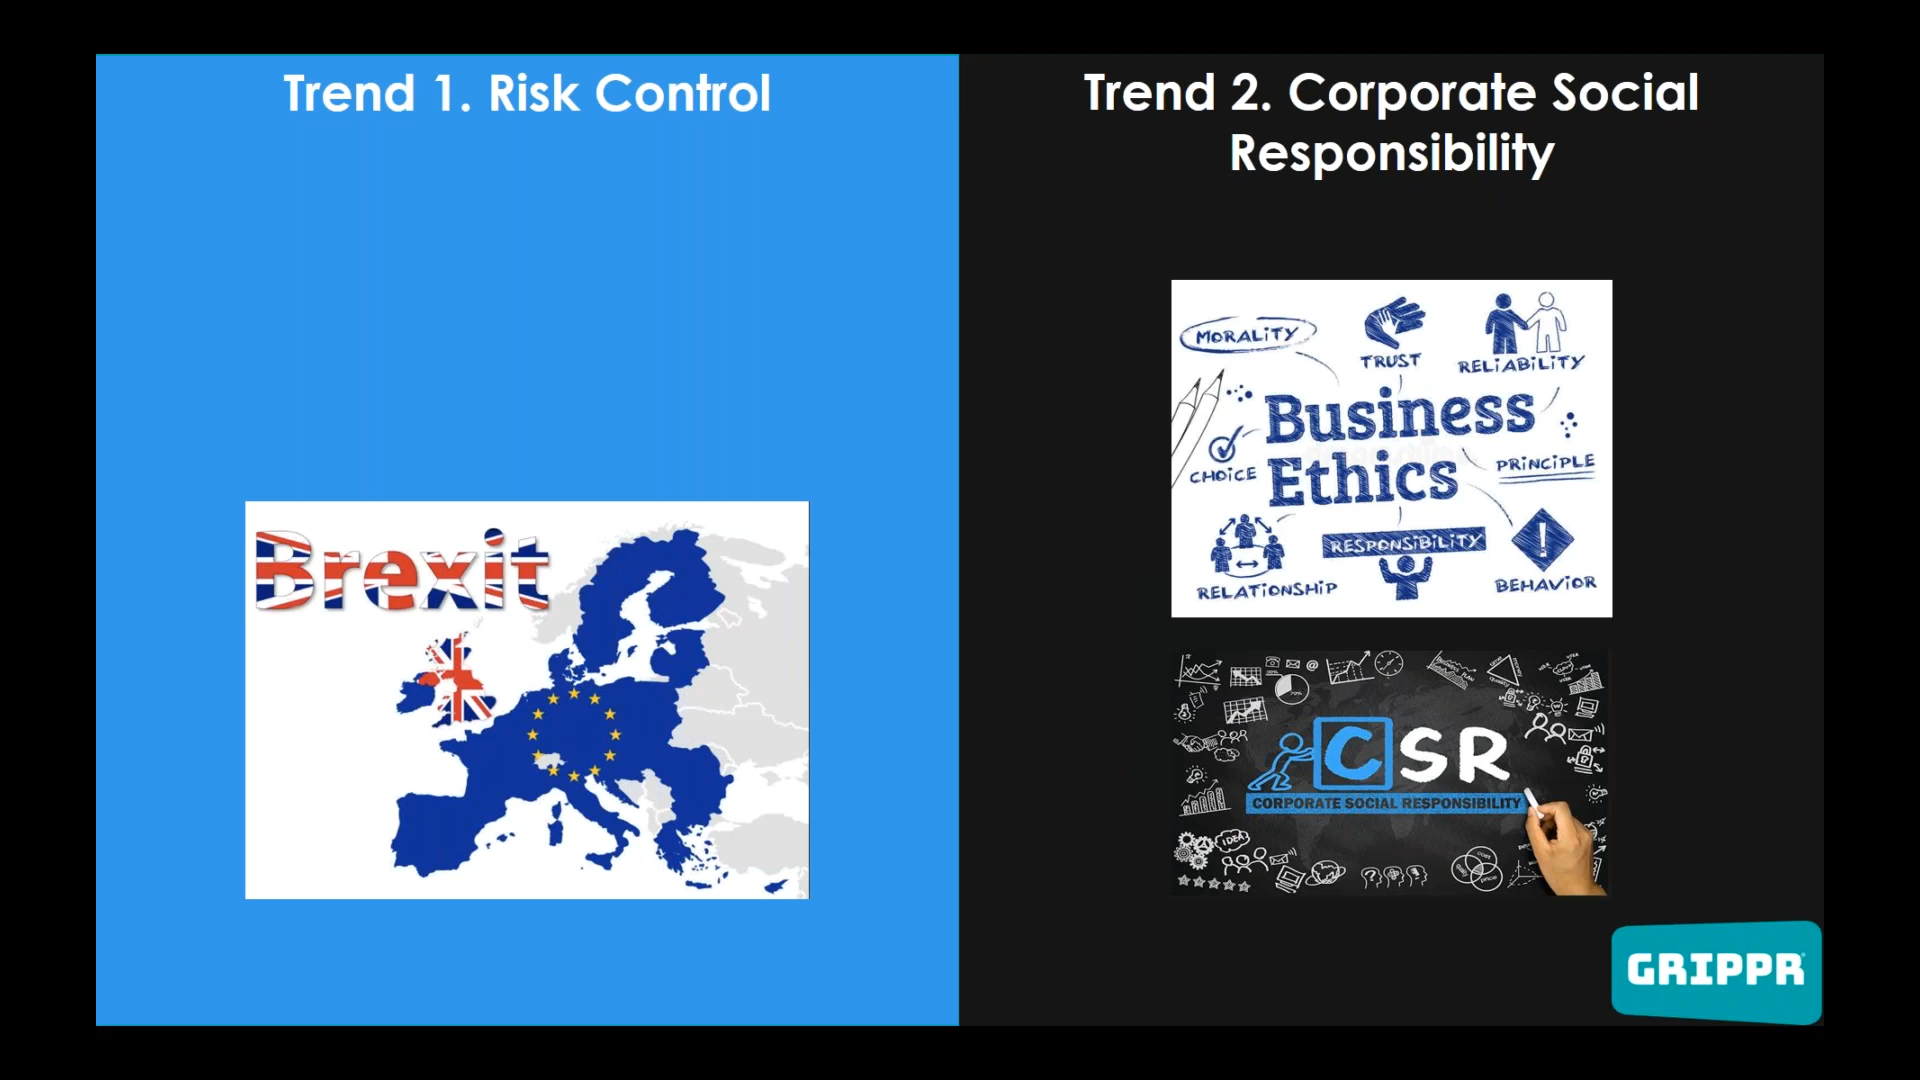 Trend 1. Risk Control
Brexit
Trend 2. Corporate Social
Responsibility
MORALITY
TRUST
RELIABILITY
Business
Ethics
CHOICE
PRINCIPLE
RESPONSIBILITY
RELATIONSHIP
BEHAVIOR
CSR
CORPORATE SOCIAL RESPONSIBILITY
IDEA
GRIPPR